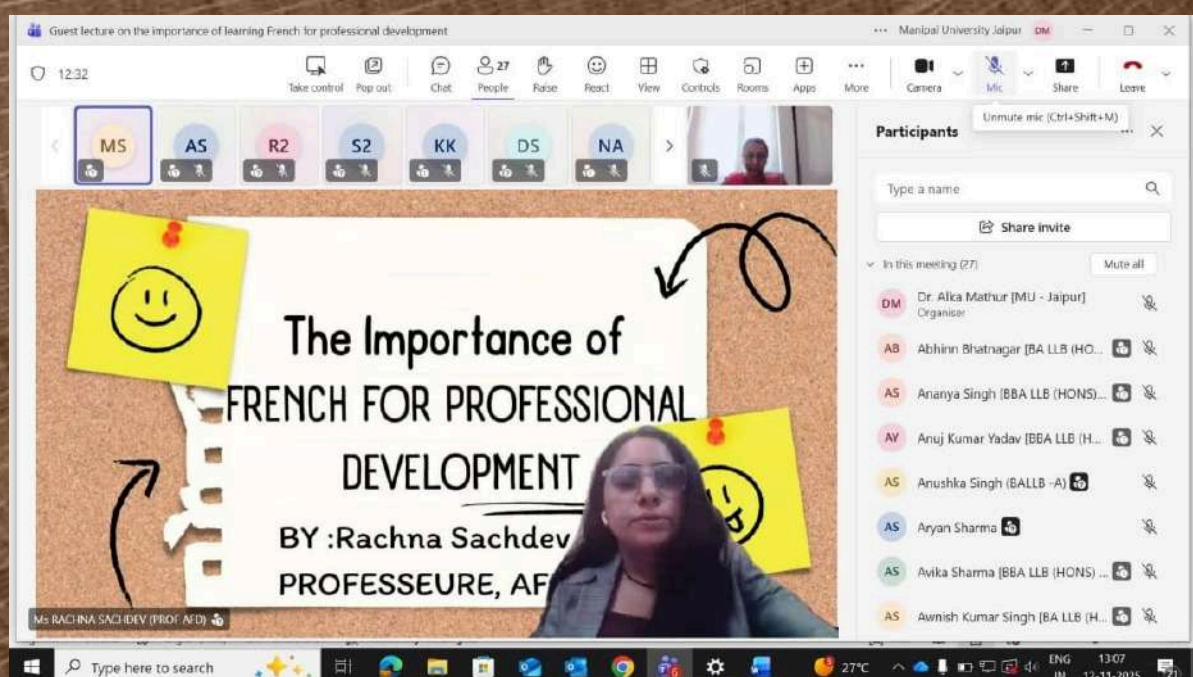 Guest lecture on the importance of learning French for professional development
Manipal University Jaipur DM
12:32
Take control Pop out Chat 27 People Raise React View Controls Rooms Apps More Camera Mic Share Leave
Unmute mic (Ctrl+Shift+M)
MS AS R2 S2 KK DS NA
Participants
Type a name
Share invite
In this meeting (27) Mute all
DM Dr. Alka Mathur [MU - Jaipur]
Organiser
AB Abhinn Bhatnagar [BA LLB (HO...
AS Ananya Singh (BBA LLB (HONS)...
AY Anuj Kumar Yadav [BBA LLB (H...
AS Anushka Singh (BALLB -A)
AS Aryan Sharma
AS Avika Sharma [BBA LLB (HONS) ...
AS Awnish Kumar Singh [BA LLB (H...
The Importance of
FRENCH FOR PROFESSIONAL
DEVELOPMENT
BY :Rachna Sachdev
PROFESSEURE, AF
Ms RACHNA SACHDEV (PROF AFD)
Type here to search
27°C
ENG
IN
13:07
12-11-2025